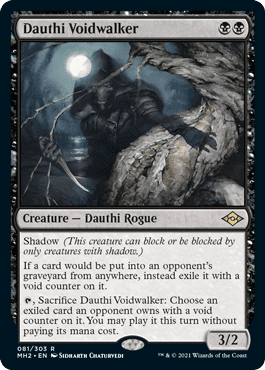 Dauthi Voidwalker
Creature — Dauthi Rogue
Shadow (This creature can block or be blocked by
only creatures with shadow.)
If a card would be put into an opponent's
graveyard from anywhere, instead exile it with a
void counter on it.
, Sacrifice Dauthi Voidwalker: Choose an
exiled card an opponent owns with a void
counter on it. You may play it this turn without
paying its mana cost.
3/2
081/303 R
MH2 • EN SIDHARTH CHATURVEDI
™ & © 2021 Wizards of the Coast